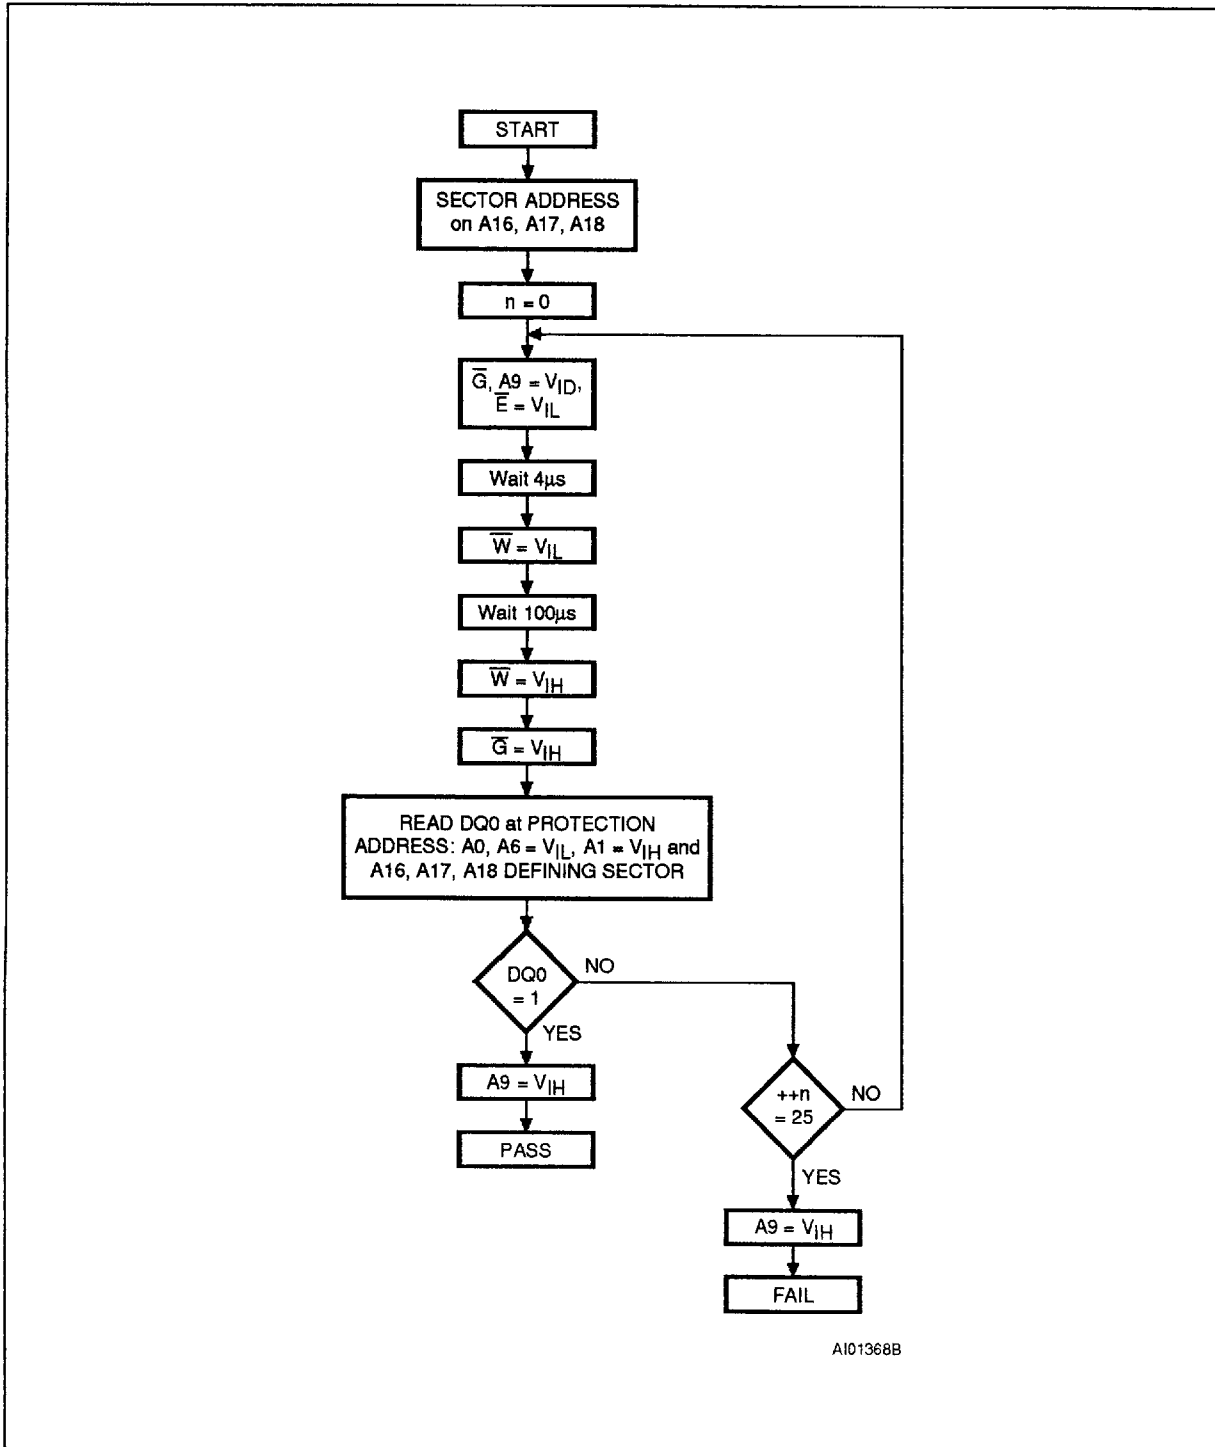 START
SECTOR ADDRESS
on A16, A17, A18
n = 0
G̅, A9 = VID,
E̅ = VIL
Wait 4µs
W̅ = VIL
Wait 100µs
W̅ = VIH
G̅ = VIH
READ DQ0 at PROTECTION
ADDRESS: A0, A6 = VIL, A1 = VIH and
A16, A17, A18 DEFINING SECTOR
DQ0
= 1
NO
YES
A9 = VIH
PASS
++n
= 25
NO
YES
A9 = VIH
FAIL
AI01368B